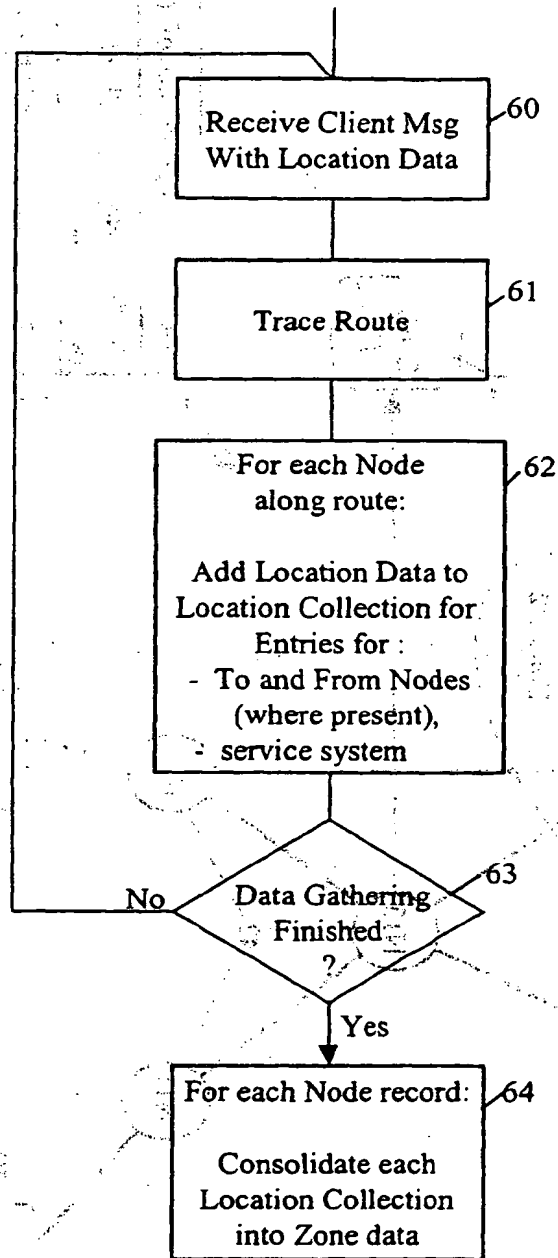 Receive Client Msg
With Location Data
60
Trace Route
61
For each Node
along route:
Add Location Data to
Location Collection for
Entries for :
- To and From Nodes
(where present),
- service system
62
Data Gathering
Finished
?
63
No
Yes
For each Node record:
Consolidate each
Location Collection
into Zone data
64